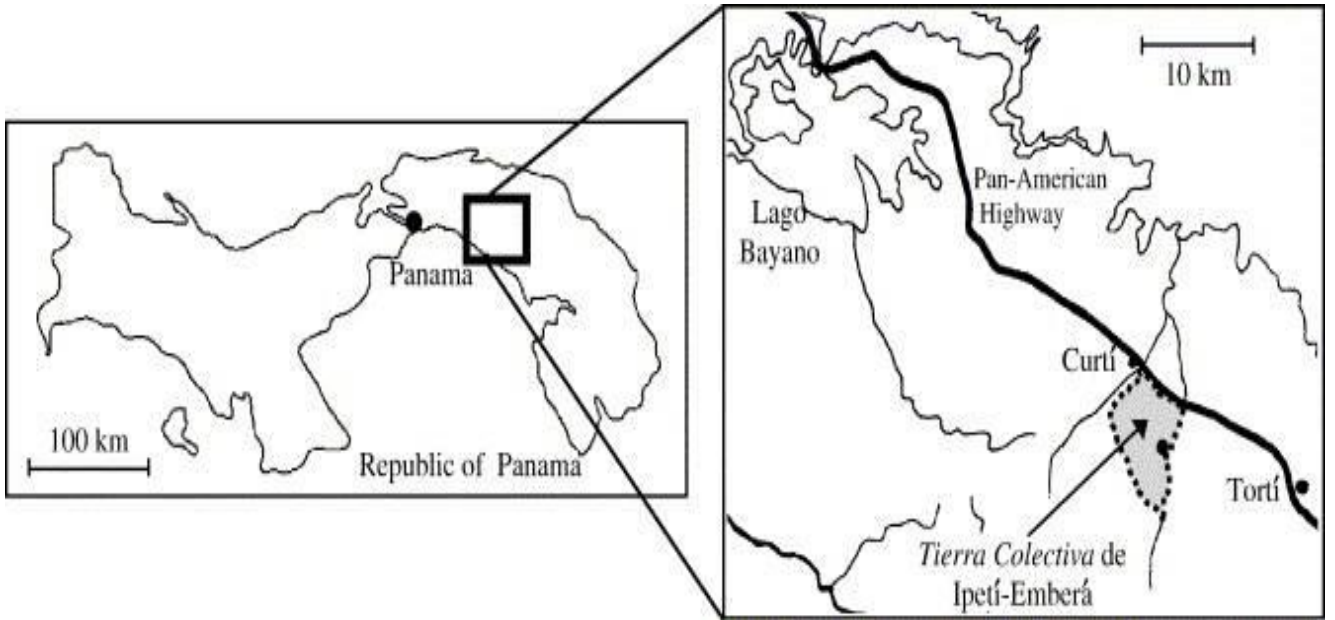 Panama
100 km
Republic of Panama
10 km
Pan-American
Highway
Lago
Bayano
Curtí
Tortí
Tierra Colectiva de
Ipetí-Emberá